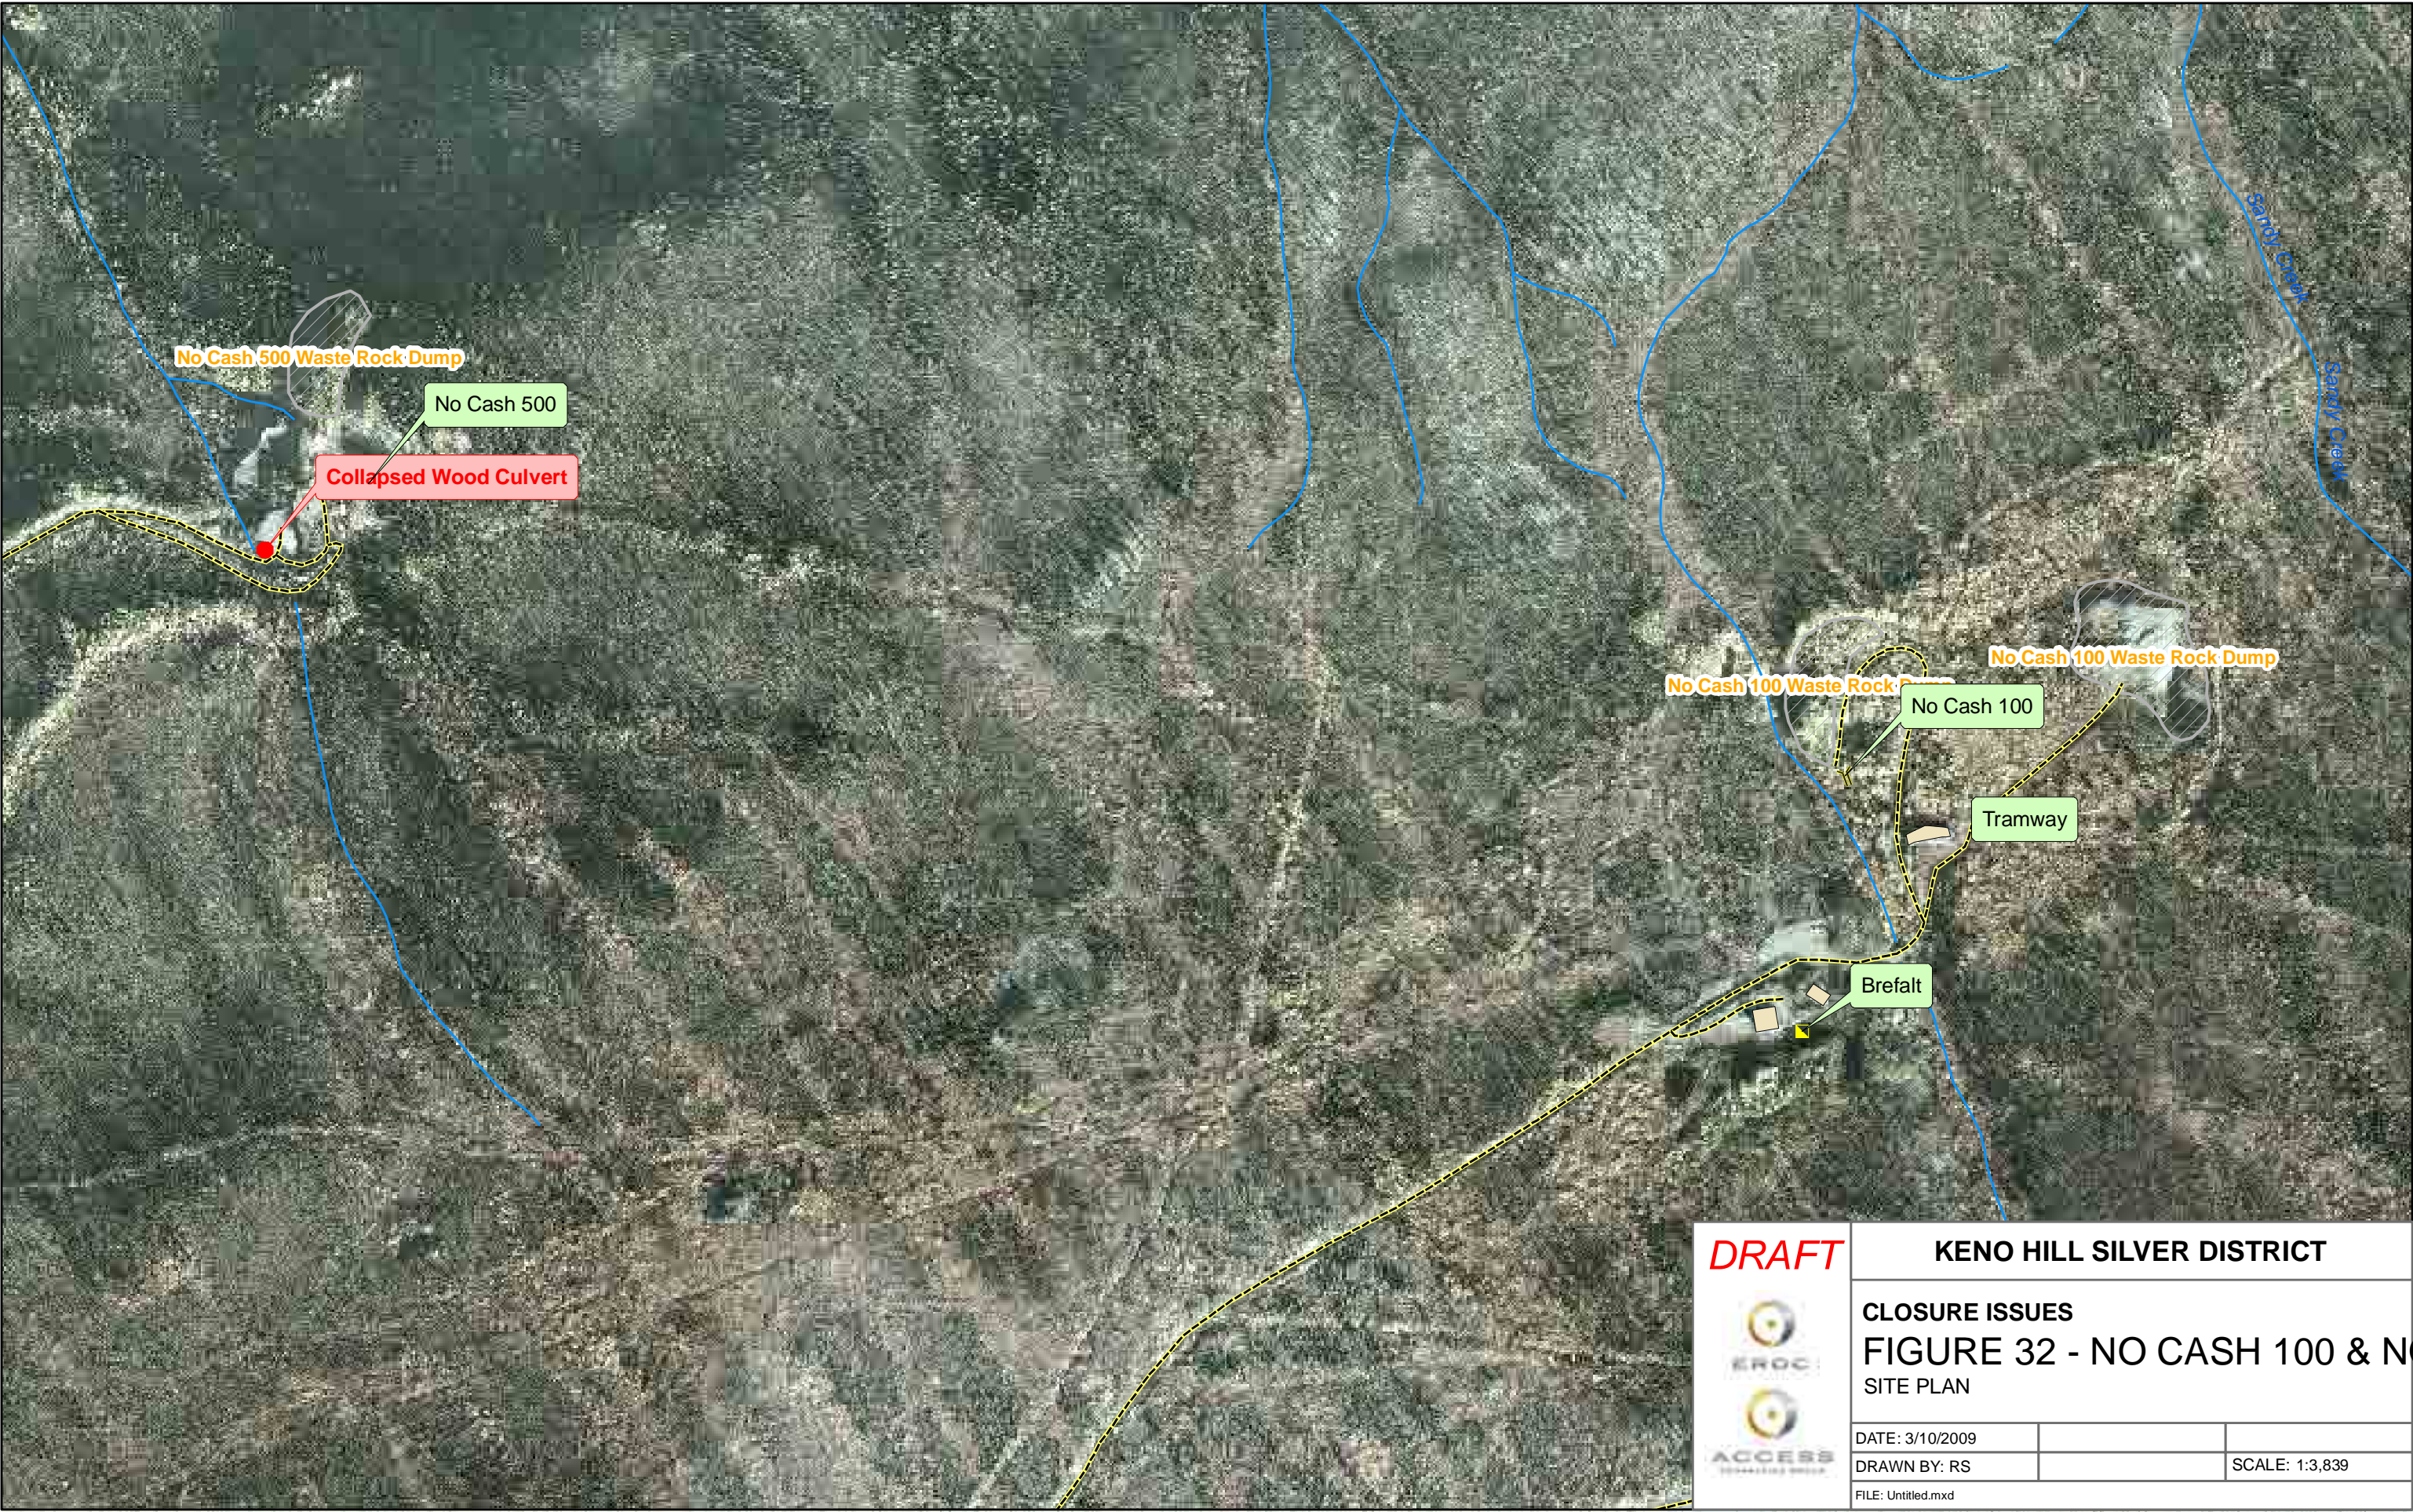 Sandy Creek
No Cash 500 Waste Rock Dump
No Cash 500
Sandy Creek
Collapsed Wood Culvert
No Cash 100 Waste Rock Dump
No Cash 100 Waste Rock
No Cash 100
Tramway
Brefalt
DRAFT
KENO HILL SILVER DISTRICT
CLOSURE ISSUES
FIGURE 32 - NO CASH 100 & N
SITE PLAN
EROC
ACCESS
DATE: 3/10/2009
DRAWN BY: RS
SCALE: 1:3,839
FILE: Untitled.mxd